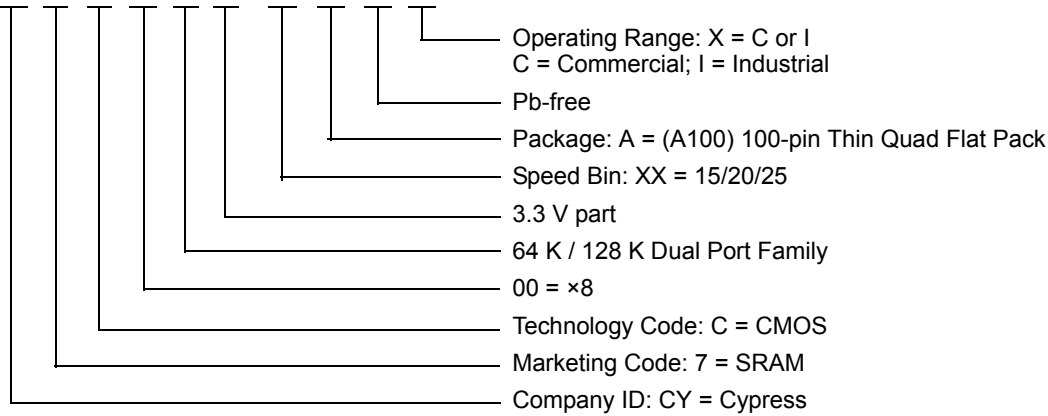 Operating Range: X = C or I
C = Commercial; I = Industrial
Pb-free
Package: A = (A100) 100-pin Thin Quad Flat Pack
Speed Bin: XX = 15/20/25
3.3 V part
64 K / 128 K Dual Port Family
00 = ×8
Technology Code: C = CMOS
Marketing Code: 7 = SRAM
Company ID: CY = Cypress